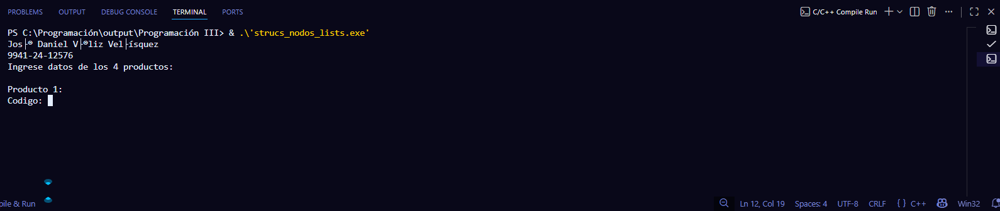 PROBLEMS OUTPUT DEBUG CONSOLE TERMINAL PORTS C/C++ Compile Run
PS C:\Programación\output\Programación III> & .\'strucs_nodos_lists.exe'
Jos├® Daniel V├®liz Vel├ísquez
9941-24-12576
Ingrese datos de los 4 productos:
Producto 1:
Codigo:
pile & Run Ln 12, Col 19 Spaces: 4 UTF-8 CRLF {} C++ Win32